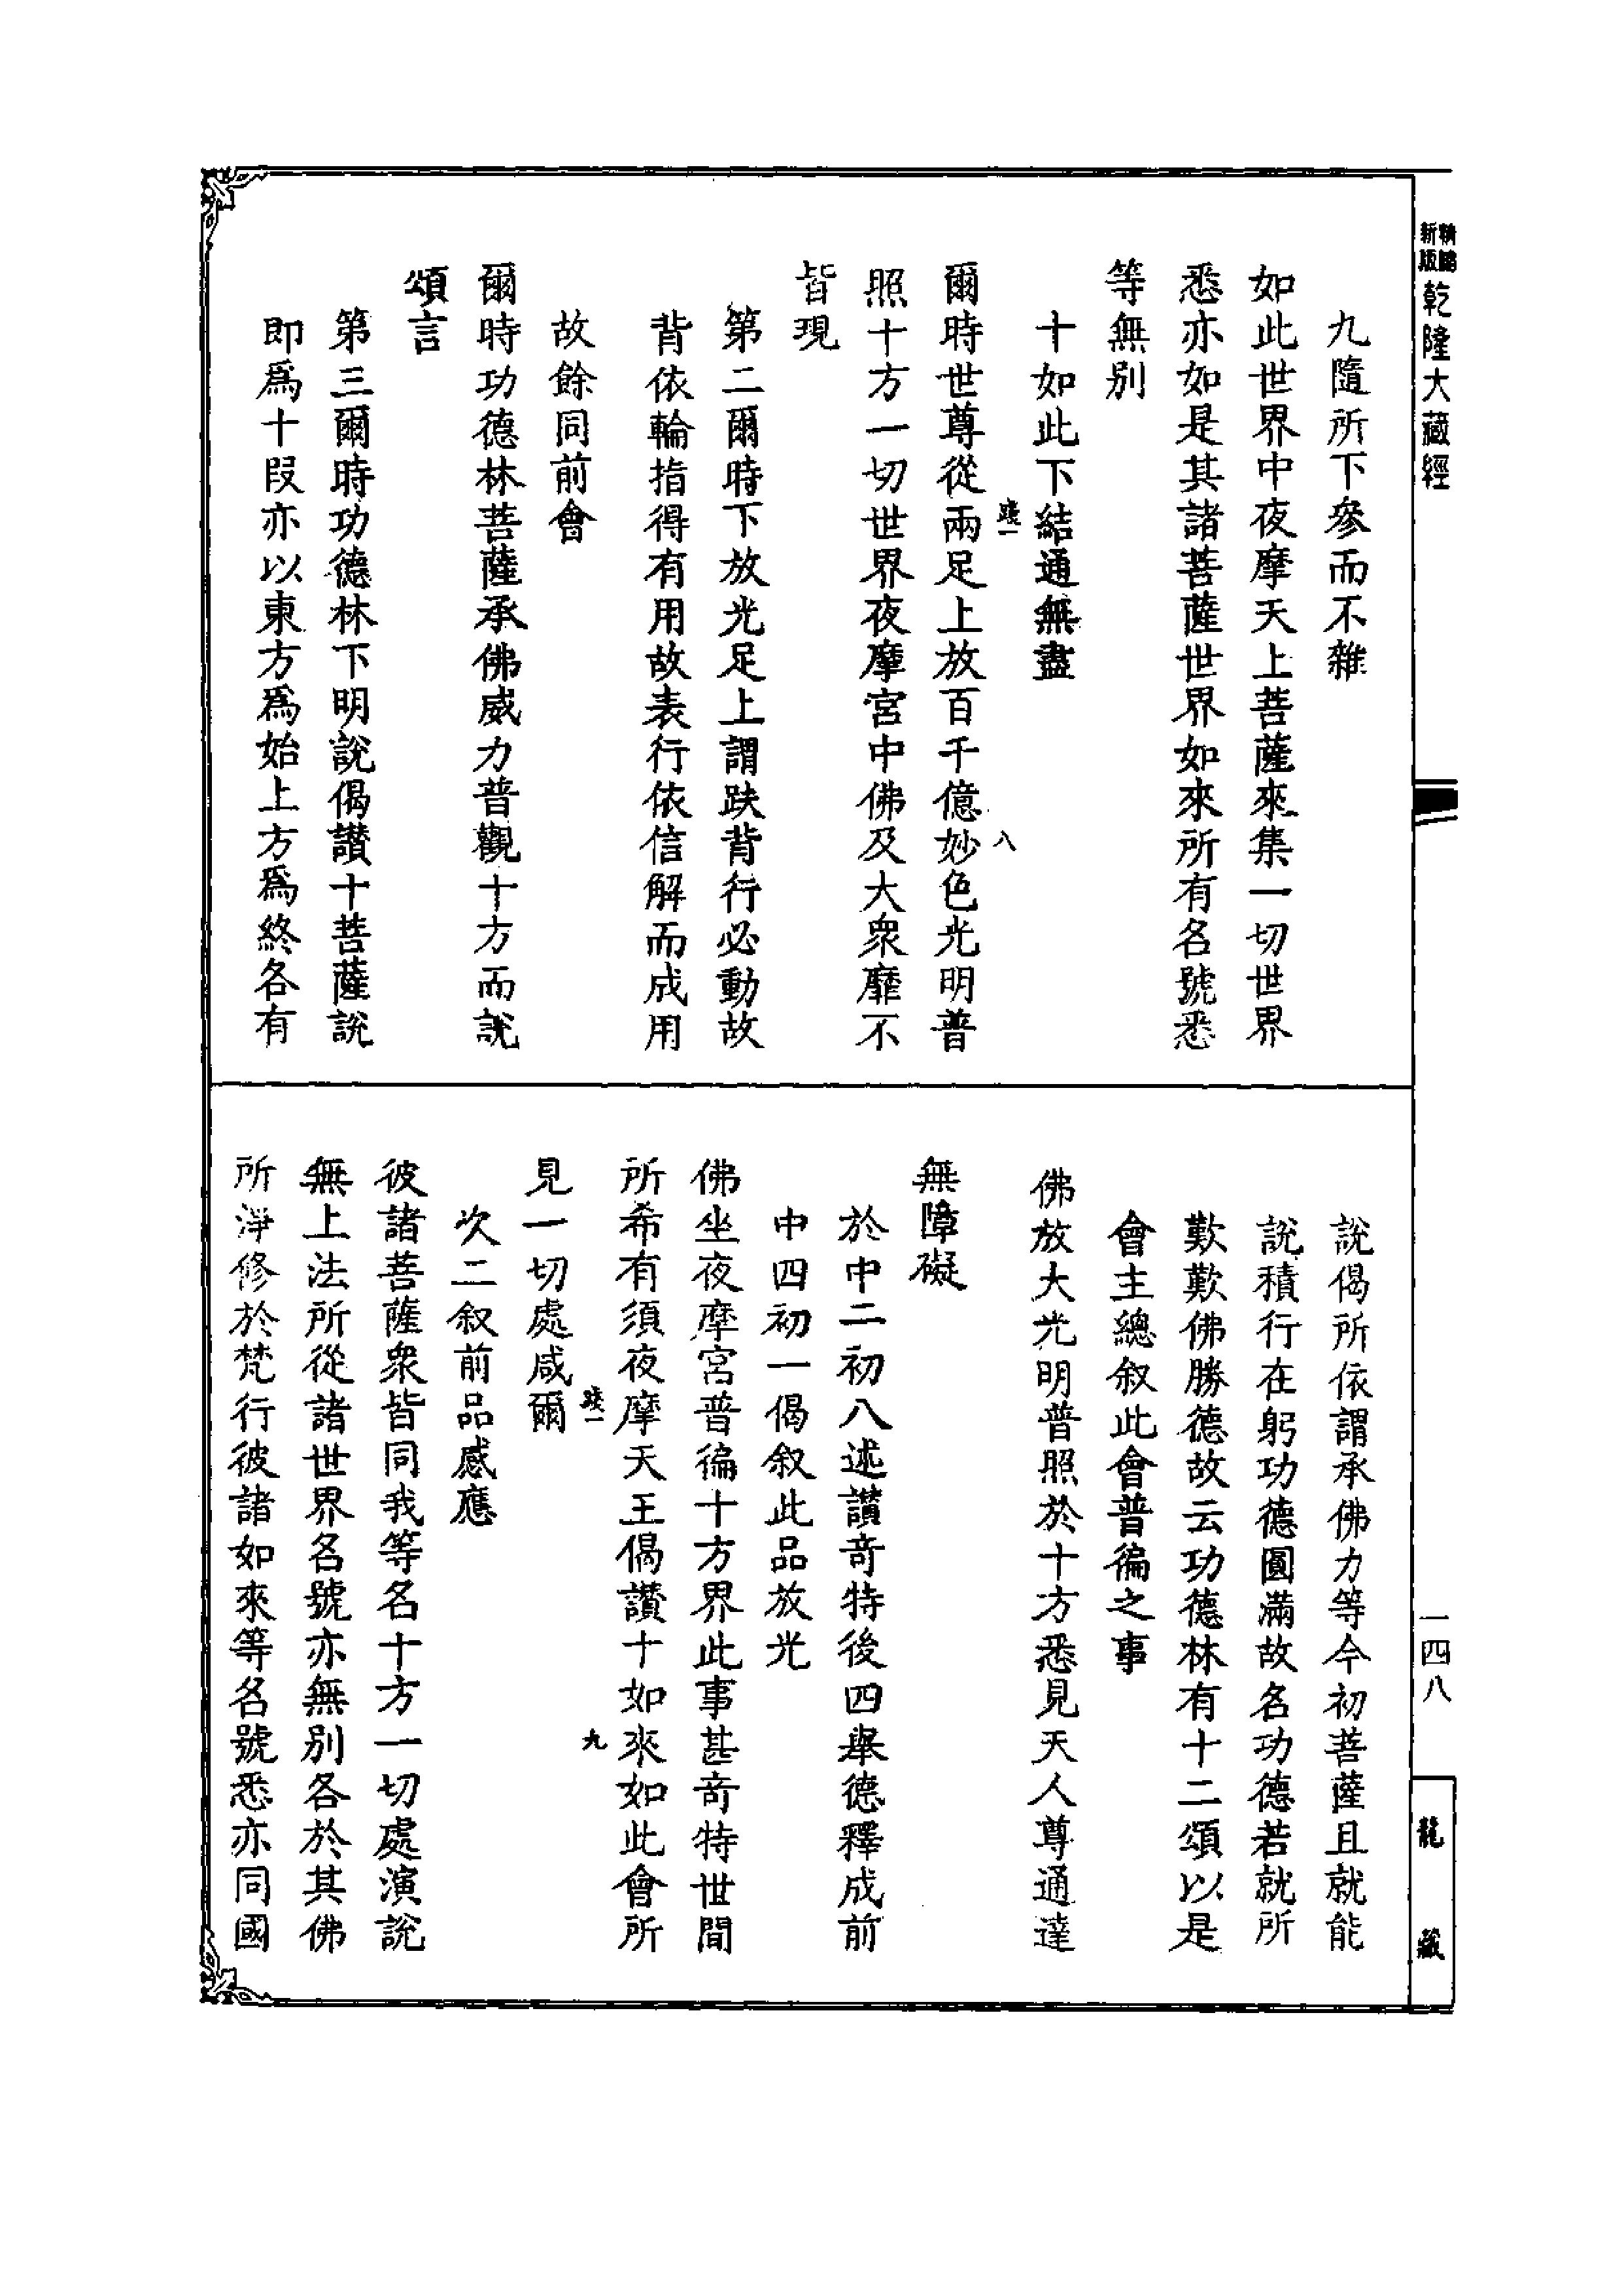 乾隆大藏經
一四八
龍藏
九隨所下參而不雜
如此世界中夜摩天上菩薩來集一切世界
悉亦如是其諸菩薩世界如來所有名號悉
等無別
十如此下結通無盡
八
爾時世尊從兩足上放百千億妙色光明普
照十方一切世界夜摩宮中佛及大衆靡不
皆現
第二爾時下放光足上謂趺背行必動故
背依輪指得有用故表行依信解而成用
故餘同前會
爾時功德林菩薩承佛威力普觀十方而說
頌言
第三爾時功德林下明說偈讚十菩薩說
即爲十段亦以東方爲始上方爲終各有
說偈所依謂承佛力等今初菩薩且就能
說積行在躬功德圓滿故名功德若就所
歎歎佛勝德故云功德林有十二頌以是
會主總叙此會普徧之事
佛放大光明普照於十方悉見天人尊通達
無障礙
於中二初八述讚奇特後四舉德釋成前
中四初一偈叙此品放光
佛坐夜摩宮普徧十方界此事甚奇特世間
所希有須夜摩天王偈讚十如來如此會所
九
見一切處咸爾
次二叙前品感應
彼諸菩薩衆皆同我等名十方一切處演說
無上法所從諸世界名號亦無別各於其佛
所淨修於梵行彼諸如來等名號悉亦同國